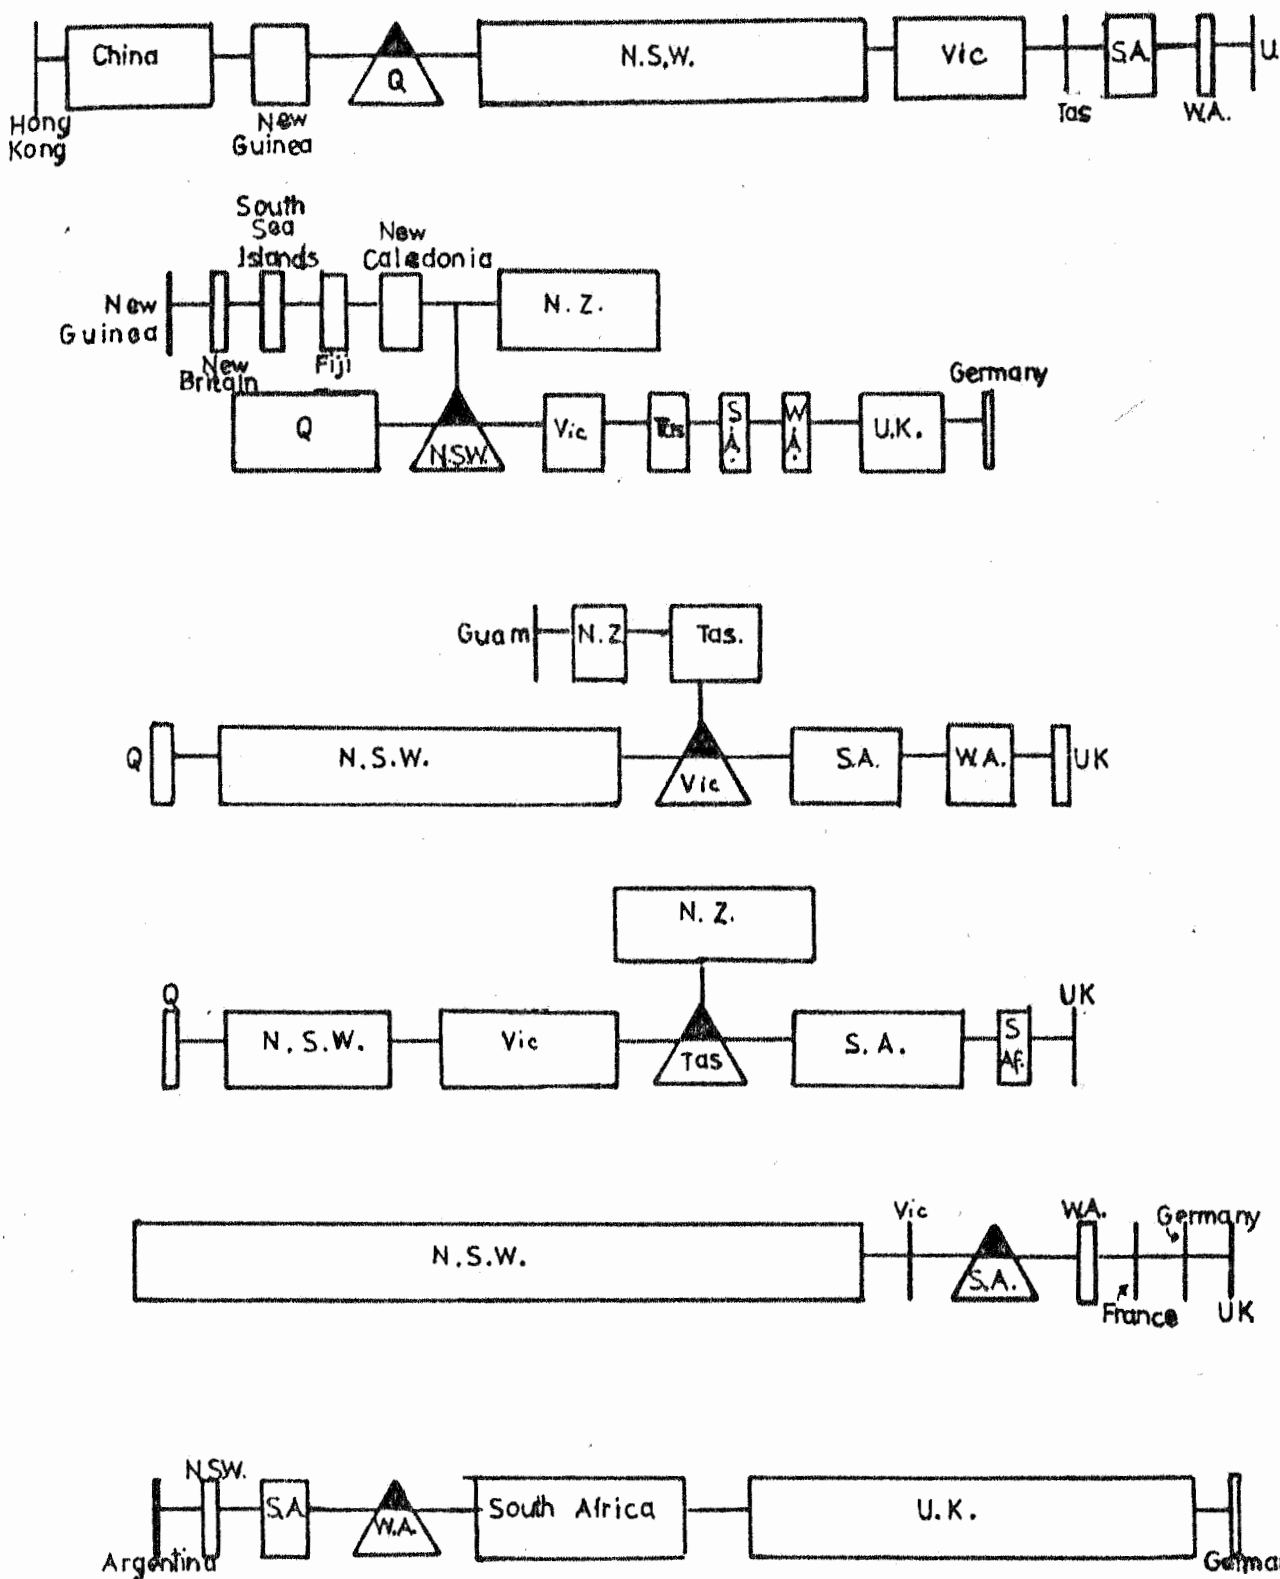 China
N.S.W.
Vic
S.A.
U
Q
Hong
Kong
New
Guinea
Tas
W.A.
South
Sea
Islands
New
Caledonia
New
Guinea
N. Z.
New
Britain
Fiji
Germany
Q
N.S.W.
Vic
Tas
S
A.
W
A.
U.K.
Guam
N.Z
Tas.
Q
N.S.W.
Vic
S.A.
W.A.
UK
N. Z.
Q
UK
N.S.W.
Vic
Tas
S.A.
S
Af.
Vic
W.A.
Germany
N.S.W.
S.A.
France
UK
N.S.W.
S.A
W.A.
South Africa
U.K.
Argentina
Germa